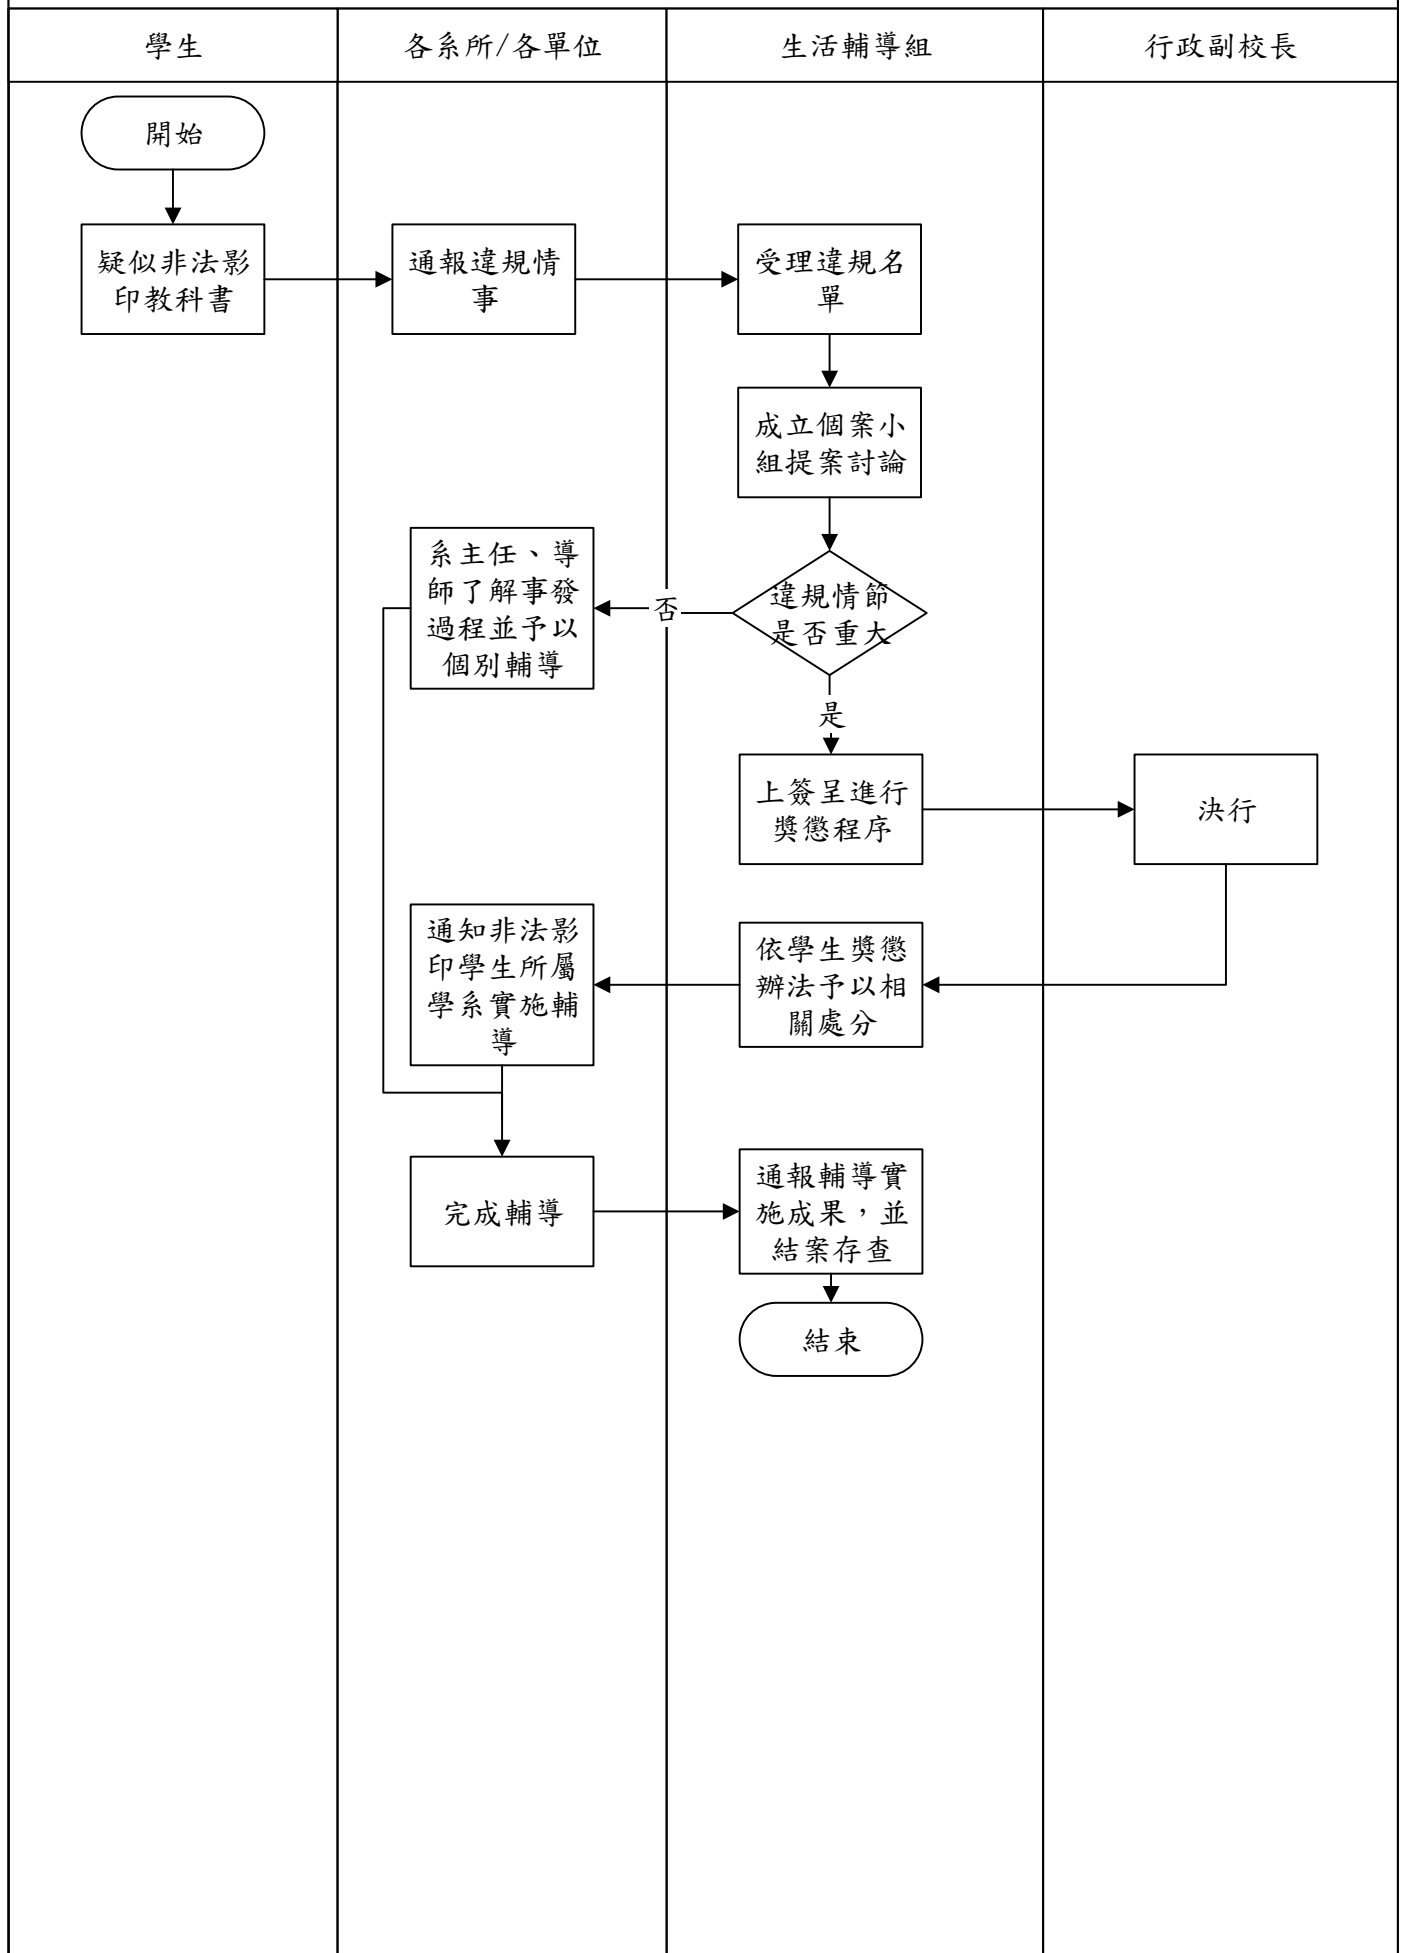 學生
各系所/各單位
生活輔導組
行政副校長
開始
疑似非法影
印教科書
通報違規情
事
受理違規名
單
成立個案小
組提案討論
違規情節
是否重大
否
系主任、導
師了解事發
過程並予以
個別輔導
是
上簽呈進行
獎懲程序
決行
依學生獎懲
辦法予以相
關處分
通知非法影
印學生所屬
學系實施輔
導
完成輔導
通報輔導實
施成果，並
結案存查
結束